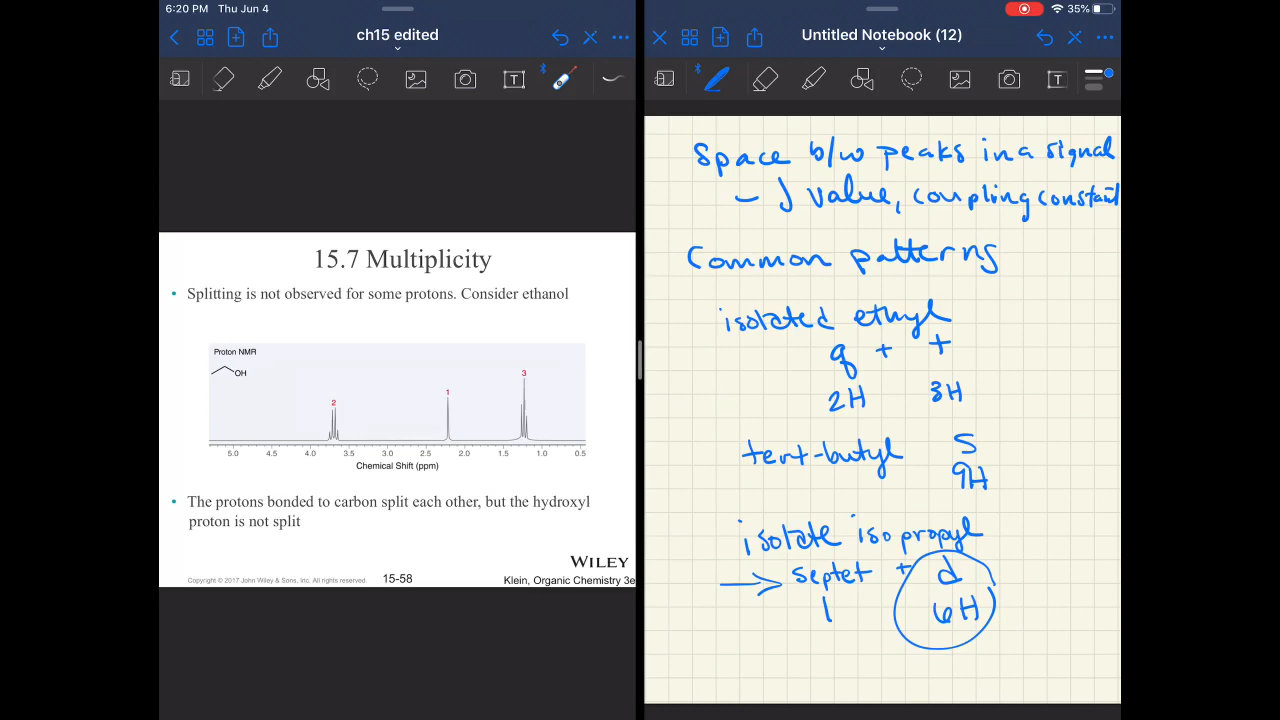 6:20 PM Thu Jun 4
35%
ch15 edited
Untitled Notebook (12)
15.7 Multiplicity
• Splitting is not observed for some protons. Consider ethanol
Proton NMR
OH
2
1
3
5.0 4.5 4.0 3.5 3.0 2.5 2.0 1.5 1.0 0.5
Chemical Shift (ppm)
• The protons bonded to carbon split each other, but the hydroxyl
proton is not split
WILEY
Copyright © 2017 John Wiley & Sons, Inc. All rights reserved.
15-58
Klein, Organic Chemistry 3e
Space b/w peaks in a signal
- J value, coupling constant
Common patterns
isolated ethyl
q + t
2H 3H
tert-butyl S
9H
isolate isopropyl
septet + d
1 6H